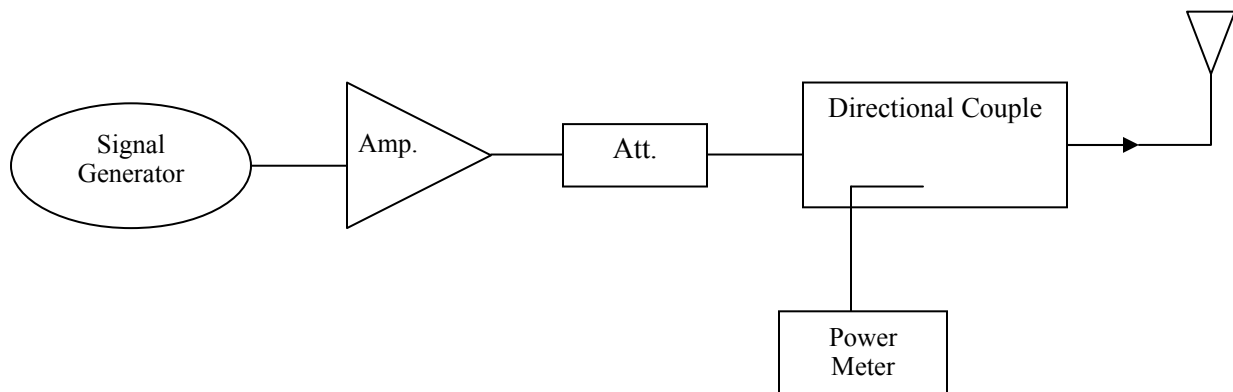 Signal
Generator
Amp.
Att.
Directional Couple
Power
Meter